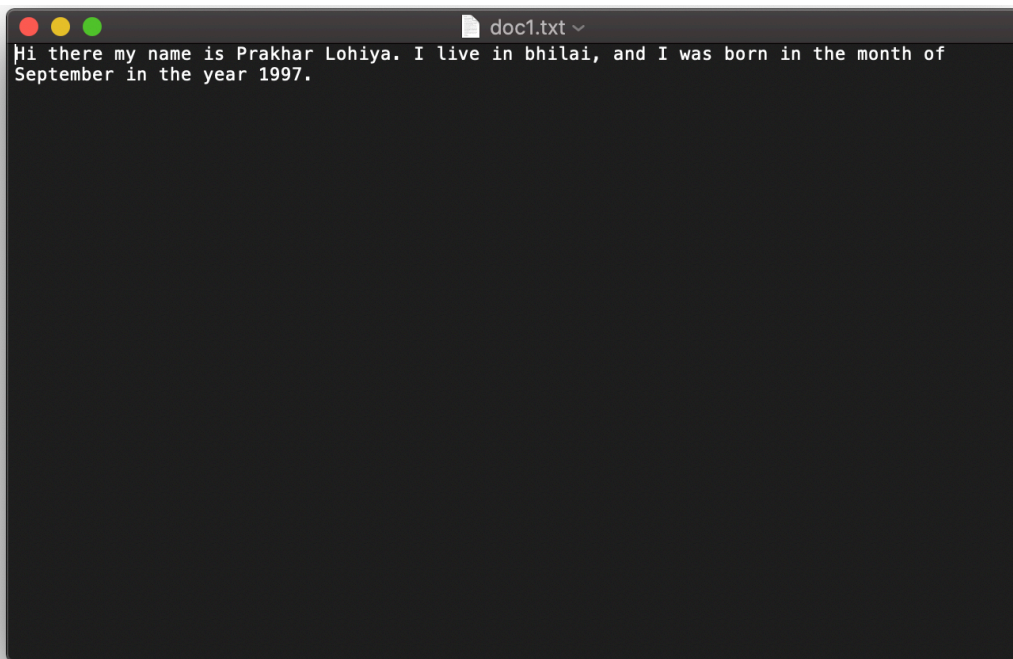 doc1.txt
Hi there my name is Prakhar Lohiya. I live in bhilai, and I was born in the month of
September in the year 1997.